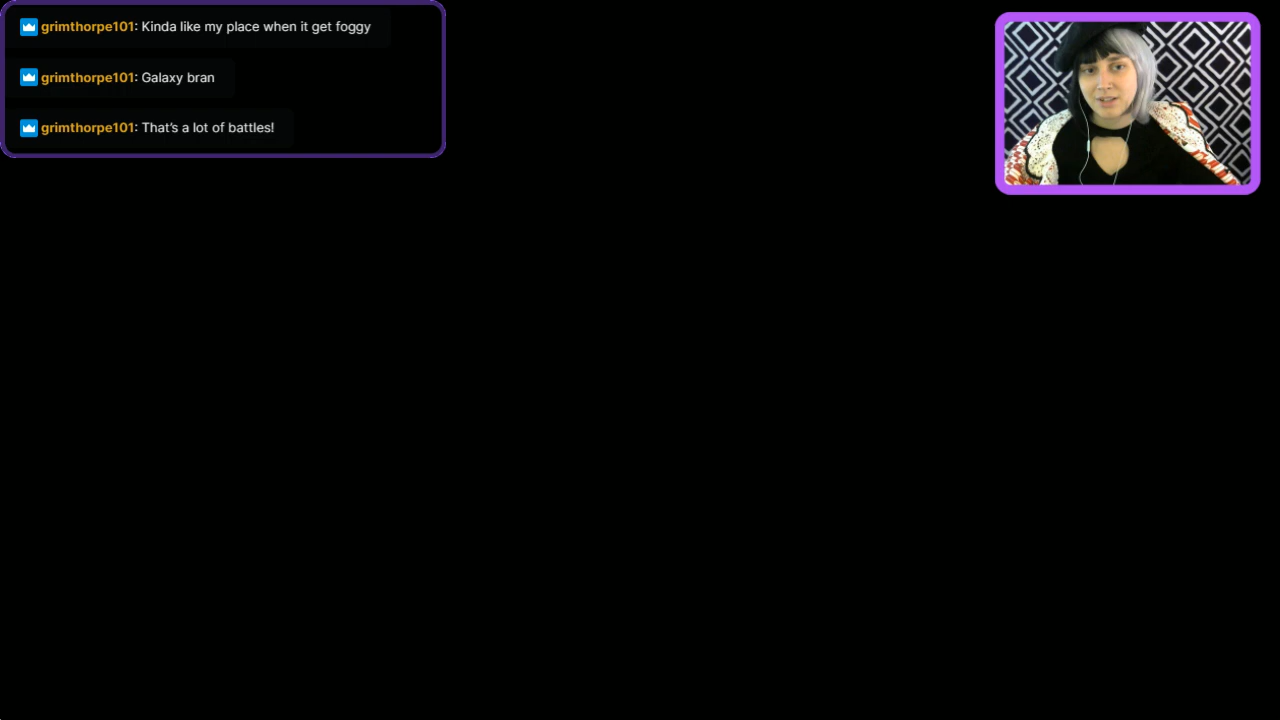 grimthorpe101: Kinda like my place when it get foggy
grimthorpe101: Galaxy bran
grimthorpe101: That's a lot of battles!